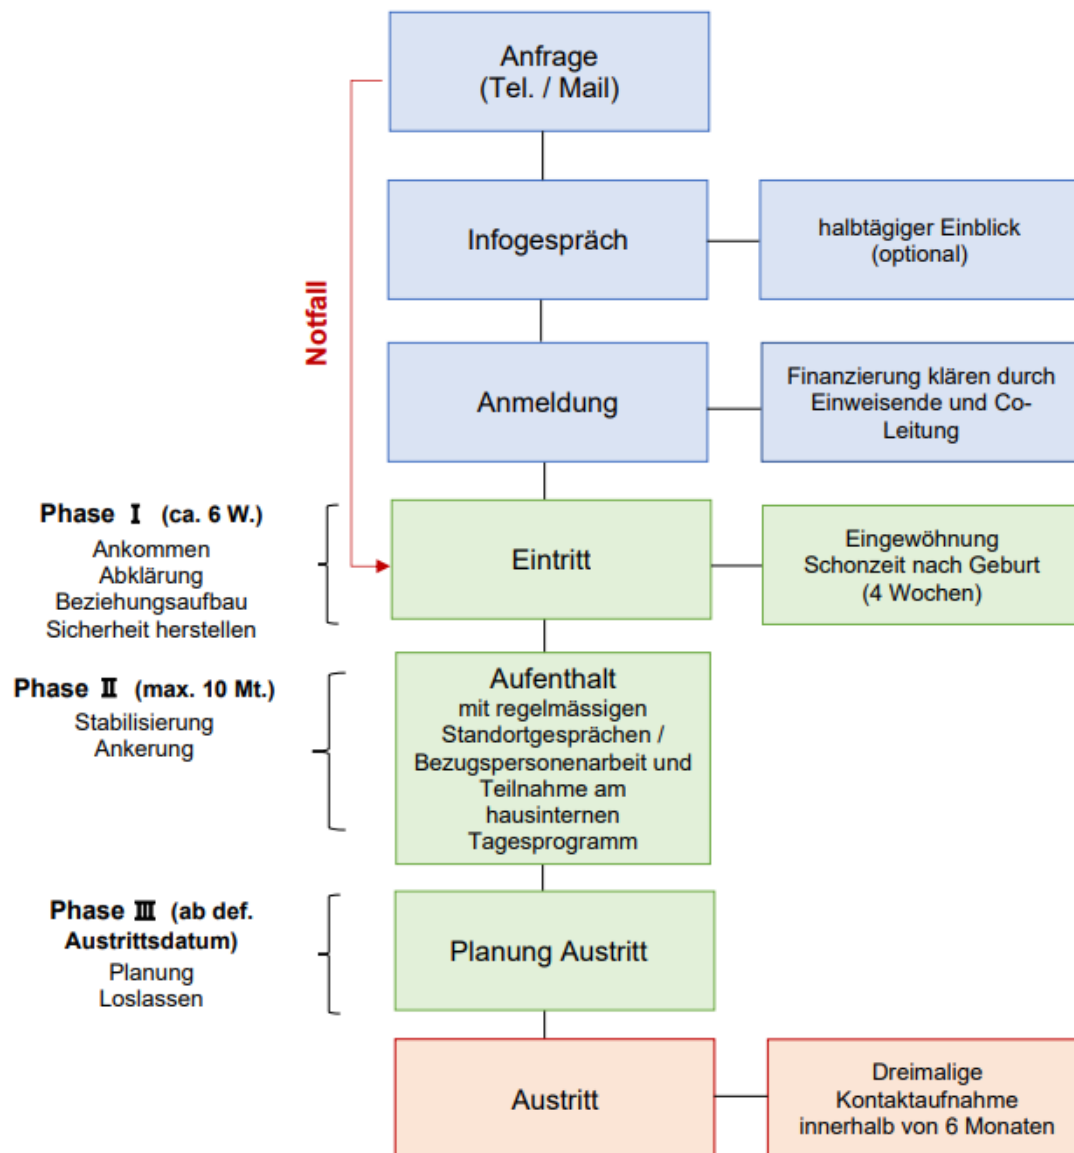 Anfrage
(Tel. / Mail)
Infogespräch
halbtägiger Einblick
(optional)
Notfall
Anmeldung
Finanzierung klären durch
Einweisende und Co-
Leitung
Phase I (ca. 6 W.)
Ankommen
Abklärung
Beziehungsaufbau
Sicherheit herstellen
Eintritt
Eingewöhnung
Schonzeit nach Geburt
(4 Wochen)
Phase II (max. 10 Mt.)
Stabilisierung
Ankerung
Aufenthalt
mit regelmässigen
Standortgesprächen /
Bezugspersonenarbeit und
Teilnahme am
hausinternen
Tagesprogramm
Phase III (ab def.
Austrittsdatum)
Planung
Loslassen
Planung Austritt
Austritt
Dreimalige
Kontaktaufnahme
innerhalb von 6 Monaten